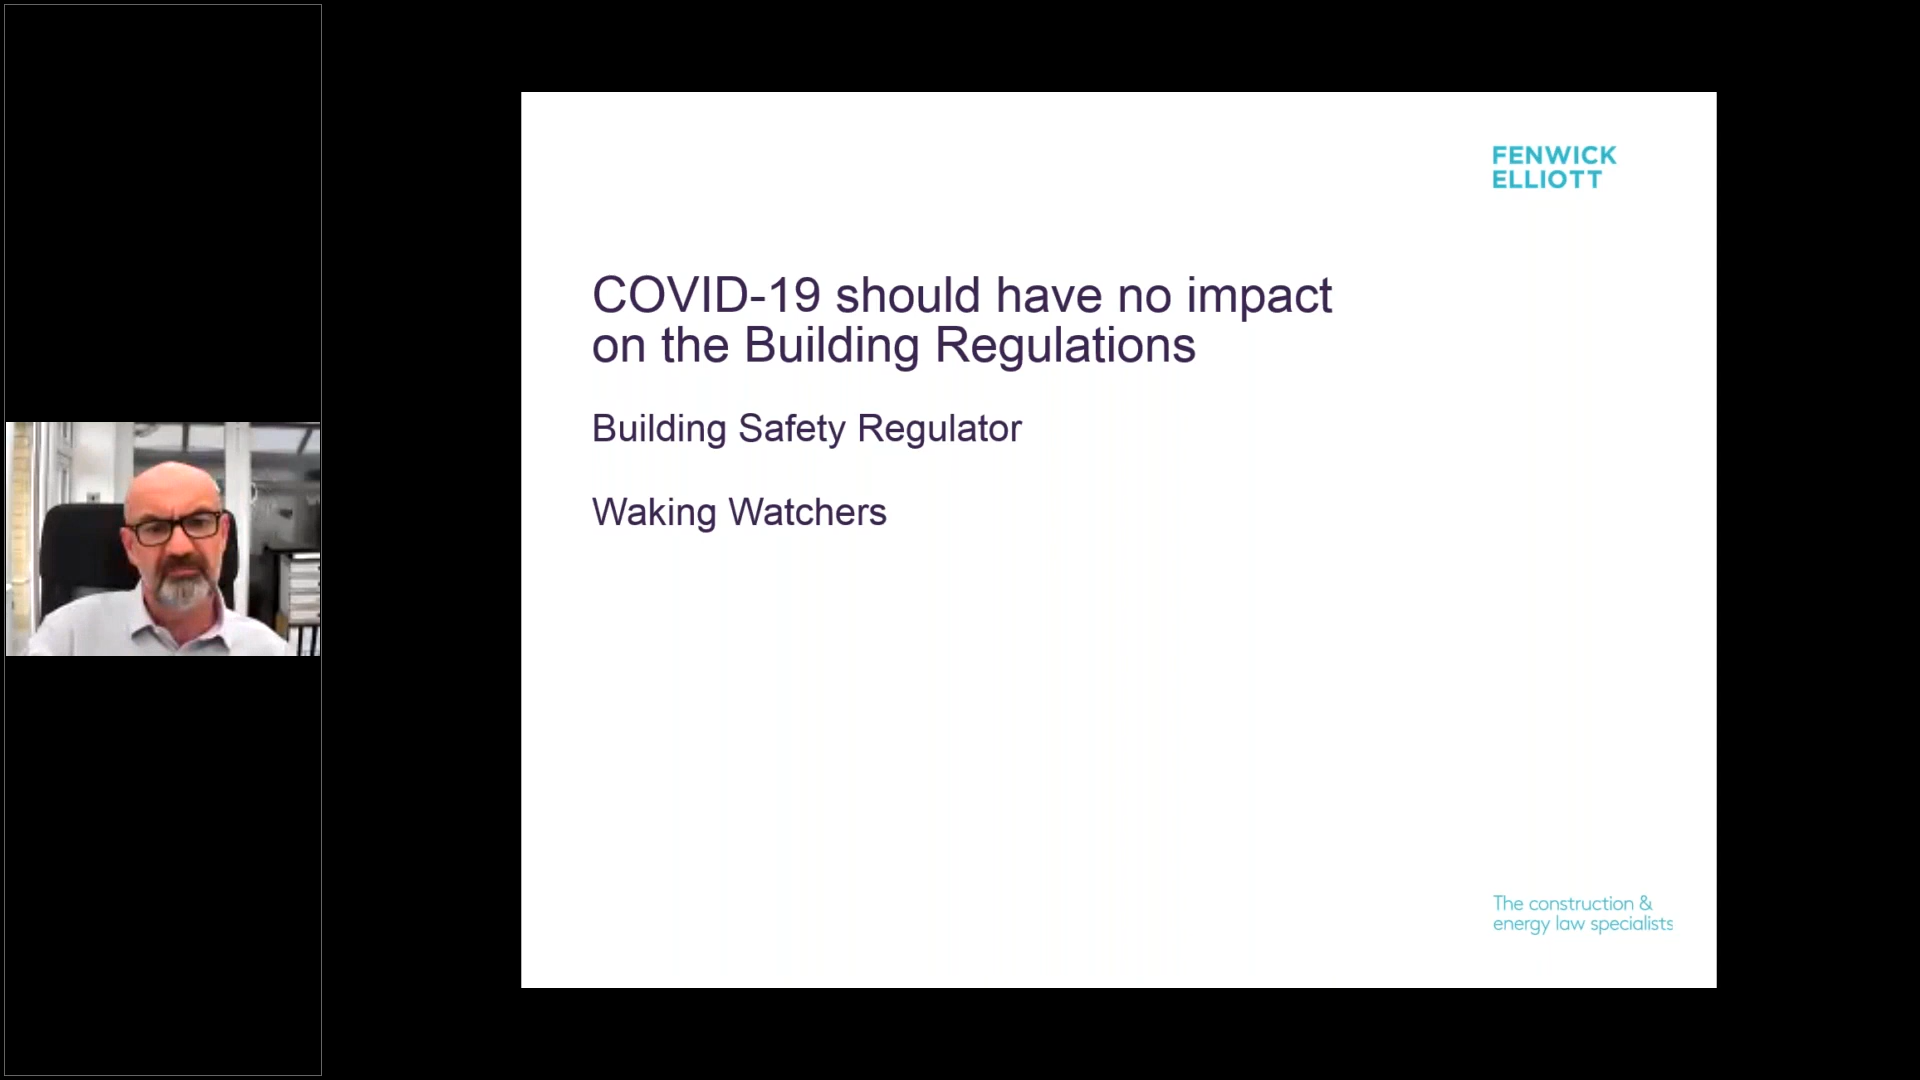 FENWICK
ELLIOTT
COVID-19 should have no impact
on the Building Regulations
Building Safety Regulator
Waking Watchers
The construction &
energy law specialists